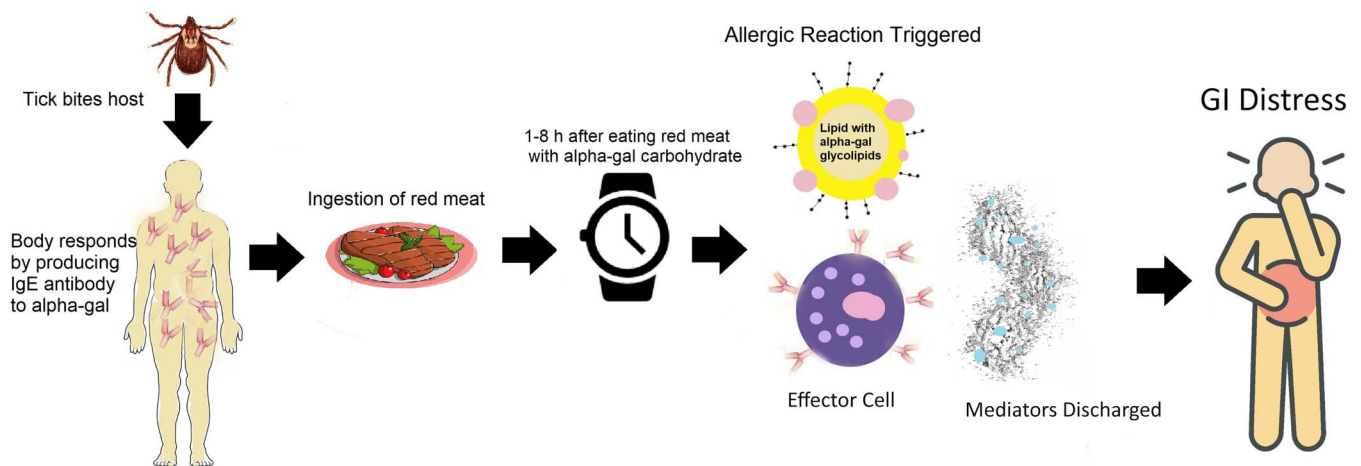 Tick bites host
Body responds
by producing
IgE antibody
to alpha-gal
Ingestion of red meat
1-8 h after eating red meat
with alpha-gal carbohydrate
Allergic Reaction Triggered
Lipid with
alpha-gal
glycolipids
Effector Cell
Mediators Discharged
GI Distress